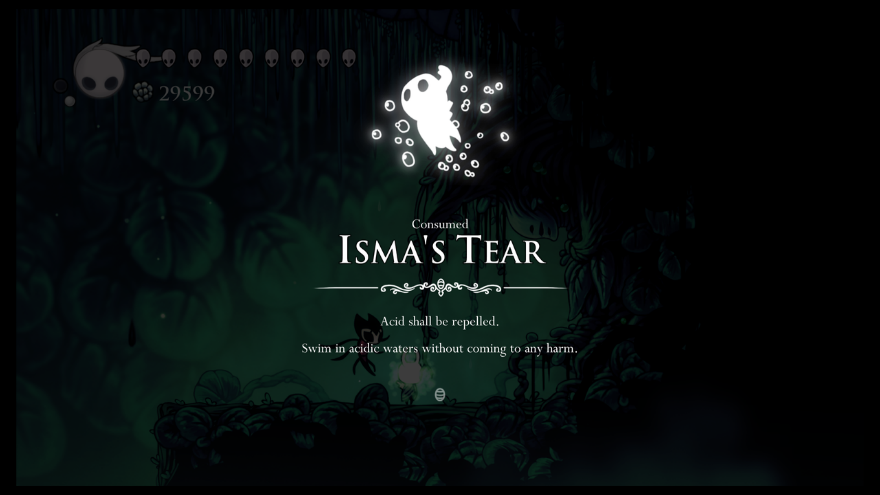 29599
Consumed
ISMA'S TEAR
Acid shall be repelled.
Swim in acidic waters without coming to any harm.